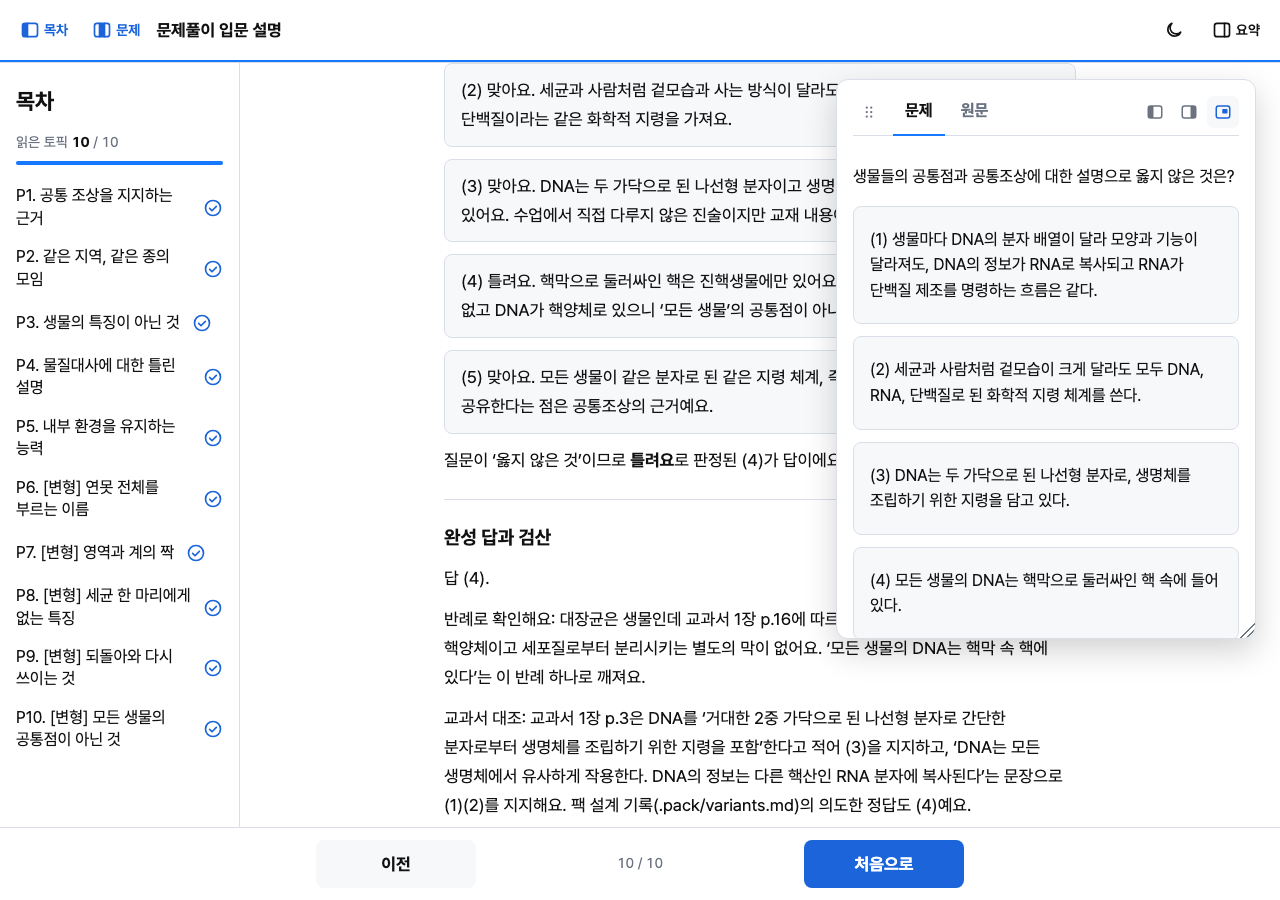 목차
문제
문제풀이 입문 설명
요약
목차
읽은 토픽 10 / 10
P1. 공통 조상을 지지하는
근거
P2. 같은 지역, 같은 종의
모임
P3. 생물의 특징이 아닌 것
P4. 물질대사에 대한 틀린
설명
P5. 내부 환경을 유지하는
능력
P6. [변형] 연못 전체를
부르는 이름
P7. [변형] 영역과 계의 짝
P8. [변형] 세균 한 마리에게
없는 특징
P9. [변형] 되돌아와 다시
쓰이는 것
P10. [변형] 모든 생물의
공통점이 아닌 것
(2) 맞아요. 세균과 사람처럼 겉모습과 사는 방식이 달라도
단백질이라는 같은 화학적 지령을 가져요.
(3) 맞아요. DNA는 두 가닥으로 된 나선형 분자이고 생명
있어요. 수업에서 직접 다루지 않은 진술이지만 교재 내용
(4) 틀려요. 핵막으로 둘러싸인 핵은 진핵생물에만 있어요
없고 DNA가 핵양체로 있으니 ‘모든 생물’의 공통점이 아니
(5) 맞아요. 모든 생물이 같은 분자로 된 같은 지령 체계, 즉
공유한다는 점은 공통조상의 근거예요.
질문이 ‘옳지 않은 것’이므로 틀려요로 판정된 (4)가 답이에요
완성 답과 검산
답 (4).
반례로 확인해요: 대장균은 생물인데 교과서 1장 p.16에 따르
핵양체이고 세포질로부터 분리시키는 별도의 막이 없어요. ‘모든 생물의 DNA는 핵막 속 핵에
있다’는 이 반례 하나로 깨져요.
교과서 대조: 교과서 1장 p.3은 DNA를 ‘거대한 2중 가닥으로 된 나선형 분자로 간단한
분자로부터 생명체를 조립하기 위한 지령을 포함’한다고 적어 (3)을 지지하고, ‘DNA는 모든
생명체에서 유사하게 작용한다. DNA의 정보는 다른 핵산인 RNA 분자에 복사된다’는 문장으로
(1)(2)를 지지해요. 팩 설계 기록(.pack/variants.md)의 의도한 정답도 (4)예요.
문제
원문
생물들의 공통점과 공통조상에 대한 설명으로 옳지 않은 것은?
(1) 생물마다 DNA의 분자 배열이 달라 모양과 기능이
달라져도, DNA의 정보가 RNA로 복사되고 RNA가
단백질 제조를 명령하는 흐름은 같다.
(2) 세균과 사람처럼 겉모습이 크게 달라도 모두 DNA,
RNA, 단백질로 된 화학적 지령 체계를 쓴다.
(3) DNA는 두 가닥으로 된 나선형 분자로, 생명체를
조립하기 위한 지령을 담고 있다.
(4) 모든 생물의 DNA는 핵막으로 둘러싸인 핵 속에 들어
있다.
이전
10 / 10
처음으로